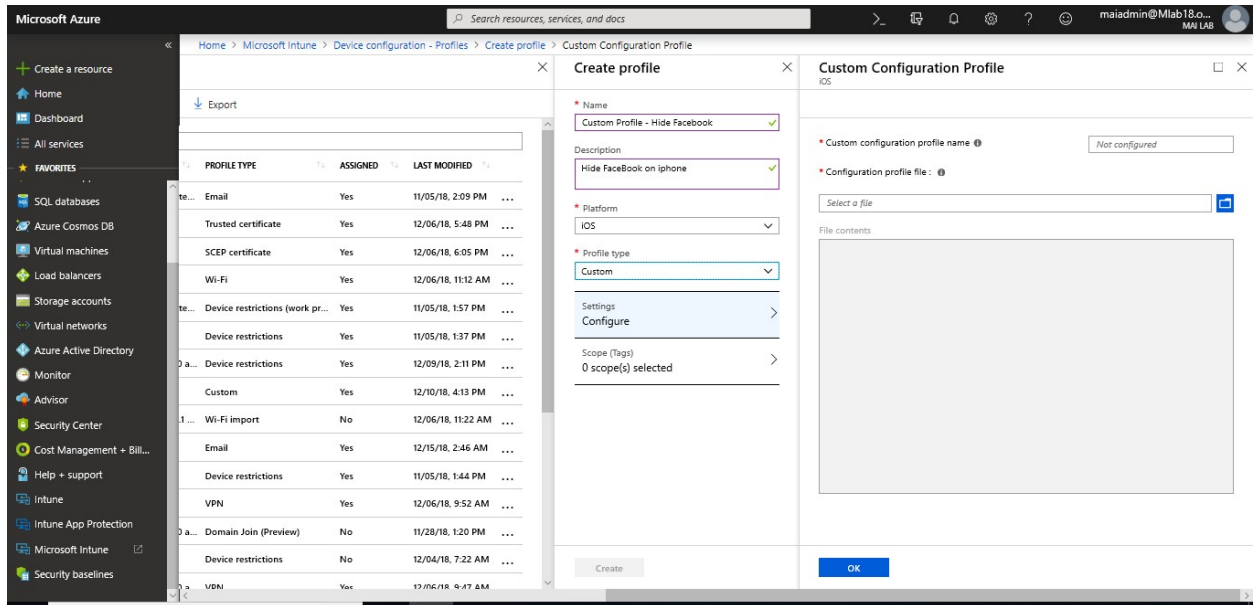 Microsoft Azure
Search resources, services, and docs
maiadmin@Mlab18.o...
MAI LAB
Home > Microsoft Intune > Device configuration - Profiles > Create profile > Custom Configuration Profile
Create a resource
Home
Dashboard
All services
FAVORITES
SQL databases
Azure Cosmos DB
Virtual machines
Load balancers
Storage accounts
Virtual networks
Azure Active Directory
Monitor
Advisor
Security Center
Cost Management + Bill...
Help + support
Intune
Intune App Protection
Microsoft Intune
Security baselines
Export
PROFILE TYPE ASSIGNED LAST MODIFIED
te... Email Yes 11/05/18, 2:09 PM ...
Trusted certificate Yes 12/06/18, 5:48 PM ...
SCEP certificate Yes 12/06/18, 6:05 PM ...
Wi-Fi Yes 12/06/18, 11:12 AM ...
te... Device restrictions (work pr... Yes 11/05/18, 1:57 PM ...
Device restrictions Yes 11/05/18, 1:37 PM ...
a... Device restrictions Yes 12/09/18, 2:11 PM ...
Custom Yes 12/10/18, 4:13 PM ...
.1 ... Wi-Fi import No 12/06/18, 11:22 AM ...
Email Yes 12/15/18, 2:46 AM ...
Device restrictions Yes 11/05/18, 1:44 PM ...
VPN Yes 12/06/18, 9:52 AM ...
a... Domain Join (Preview) No 11/28/18, 1:20 PM ...
Device restrictions No 12/04/18, 7:22 AM ...
VPN Yes 12/06/18, 9:47 AM
Create profile
* Name
Custom Profile - Hide Facebook
Description
Hide FaceBook on iphone
* Platform
iOS
* Profile type
Custom
Settings
Configure
Scope (Tags)
0 scope(s) selected
Create
Custom Configuration Profile
iOS
* Custom configuration profile name
Not configured
* Configuration profile file :
Select a file
File contents
OK